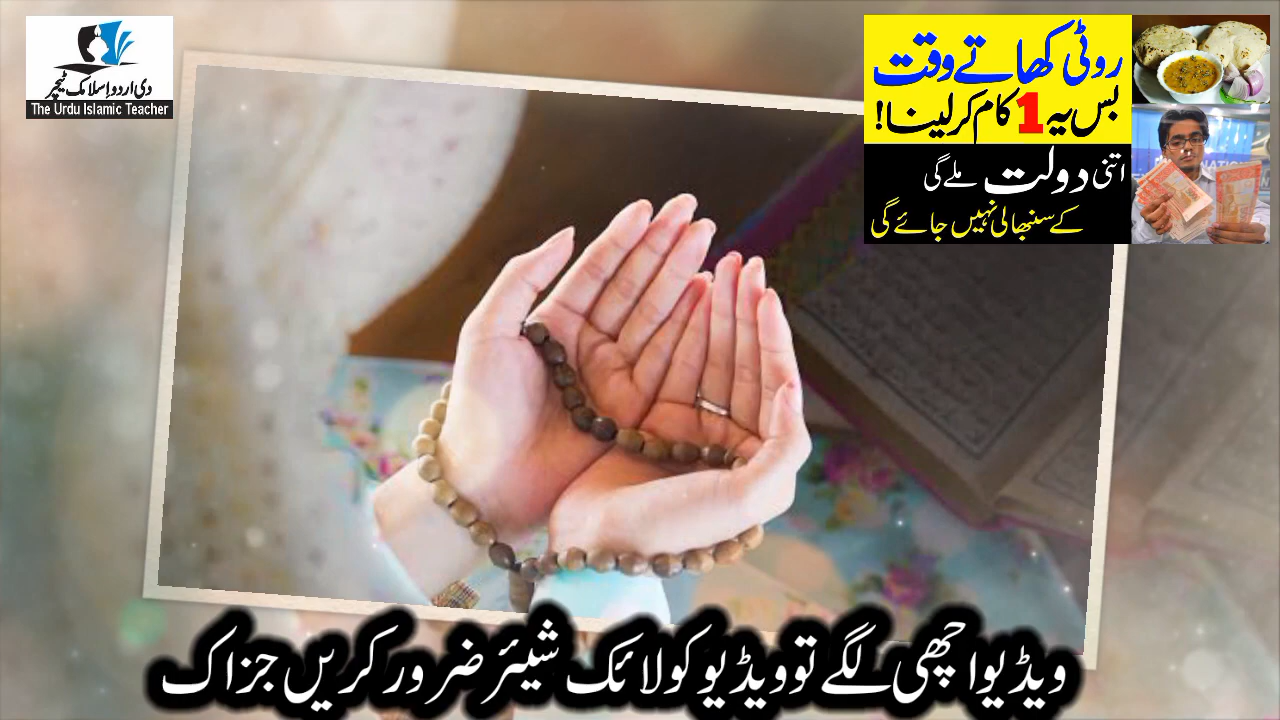 دی اردو اسلامک ٹیچر
The Urdu Islamic Teacher
روٹی کھاتے وقت
بس یہ 1 کام کر لینا!
اتنی دولت ملے گی
کے سنبھالی نہیں جائے گی
ویڈیو اچھی لگے تو ویڈیو کو لائک شیئر ضرور کریں جزاک